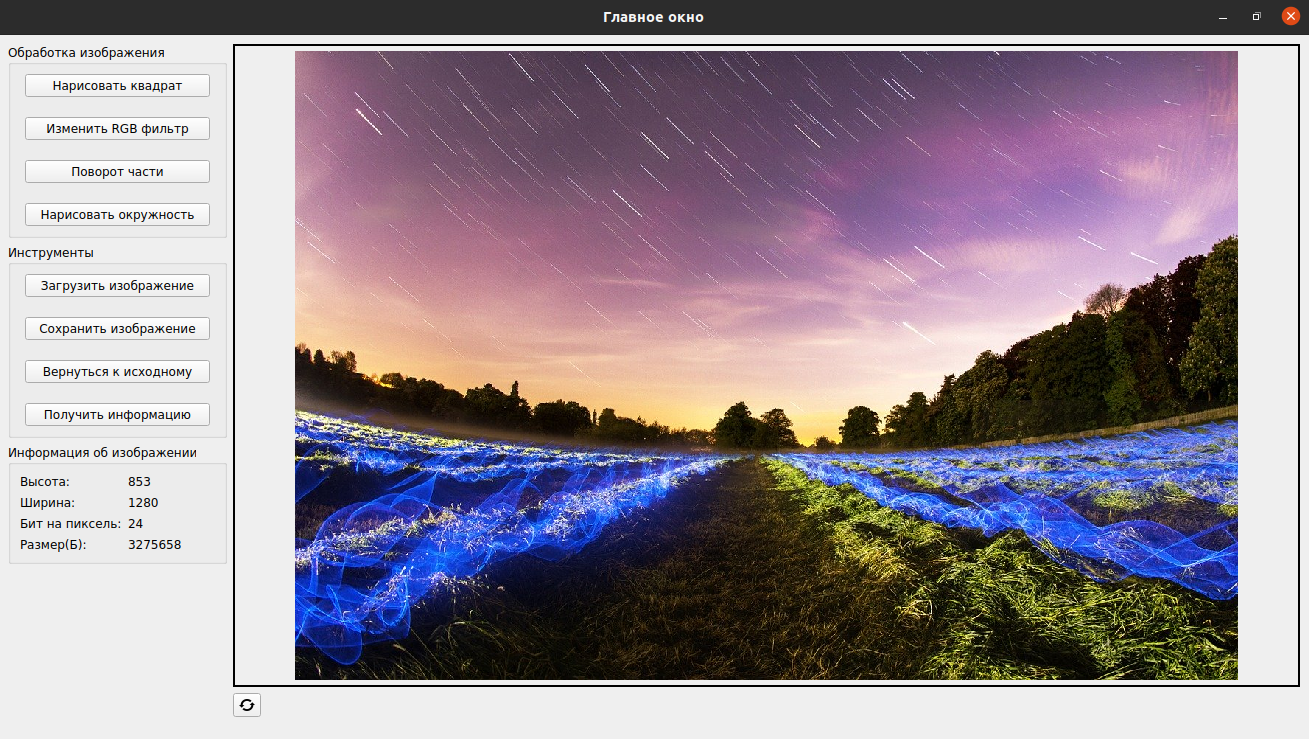 Главное окно
Обработка изображения
Нарисовать квадрат
Изменить RGB фильтр
Поворот части
Нарисовать окружность
Инструменты
Загрузить изображение
Сохранить изображение
Вернуться к исходному
Получить информацию
Информация об изображении
Высота: 853
Ширина: 1280
Бит на пиксель: 24
Размер(Б): 3275658